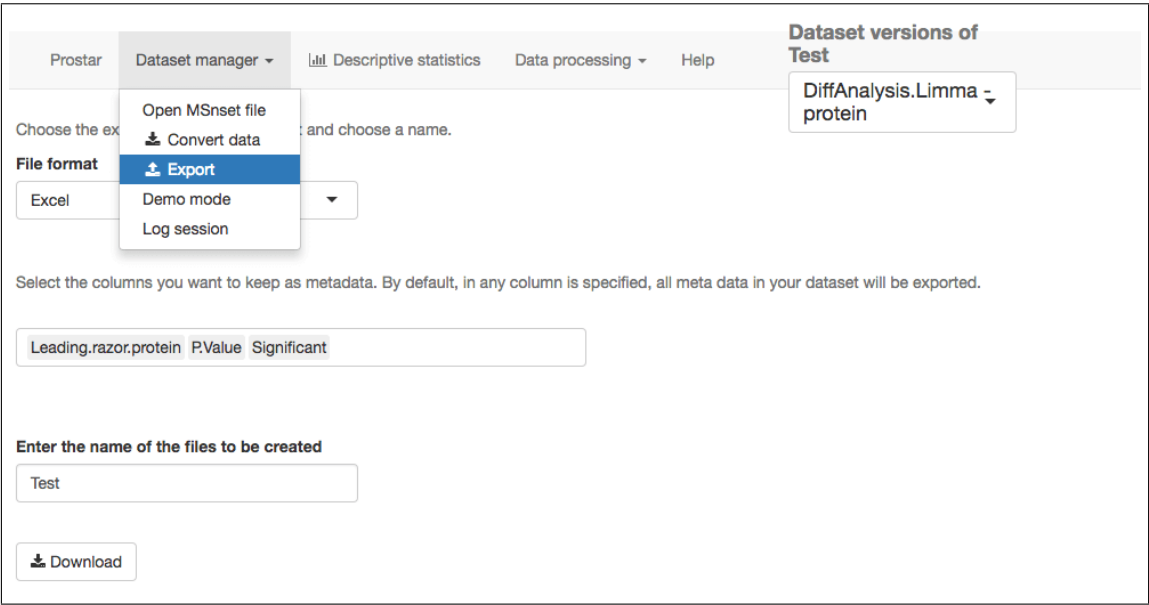 Prostar
Dataset manager
Descriptive statistics
Data processing
Help
Dataset versions of
Test
DiffAnalysis.Limma -
protein
Open MSnset file
Convert data
Export
Demo mode
Log session
Choose the ex
and choose a name.
File format
Excel
Select the columns you want to keep as metadata. By default, in any column is specified, all meta data in your dataset will be exported.
Leading.razor.protein P.Value Significant
Enter the name of the files to be created
Test
Download